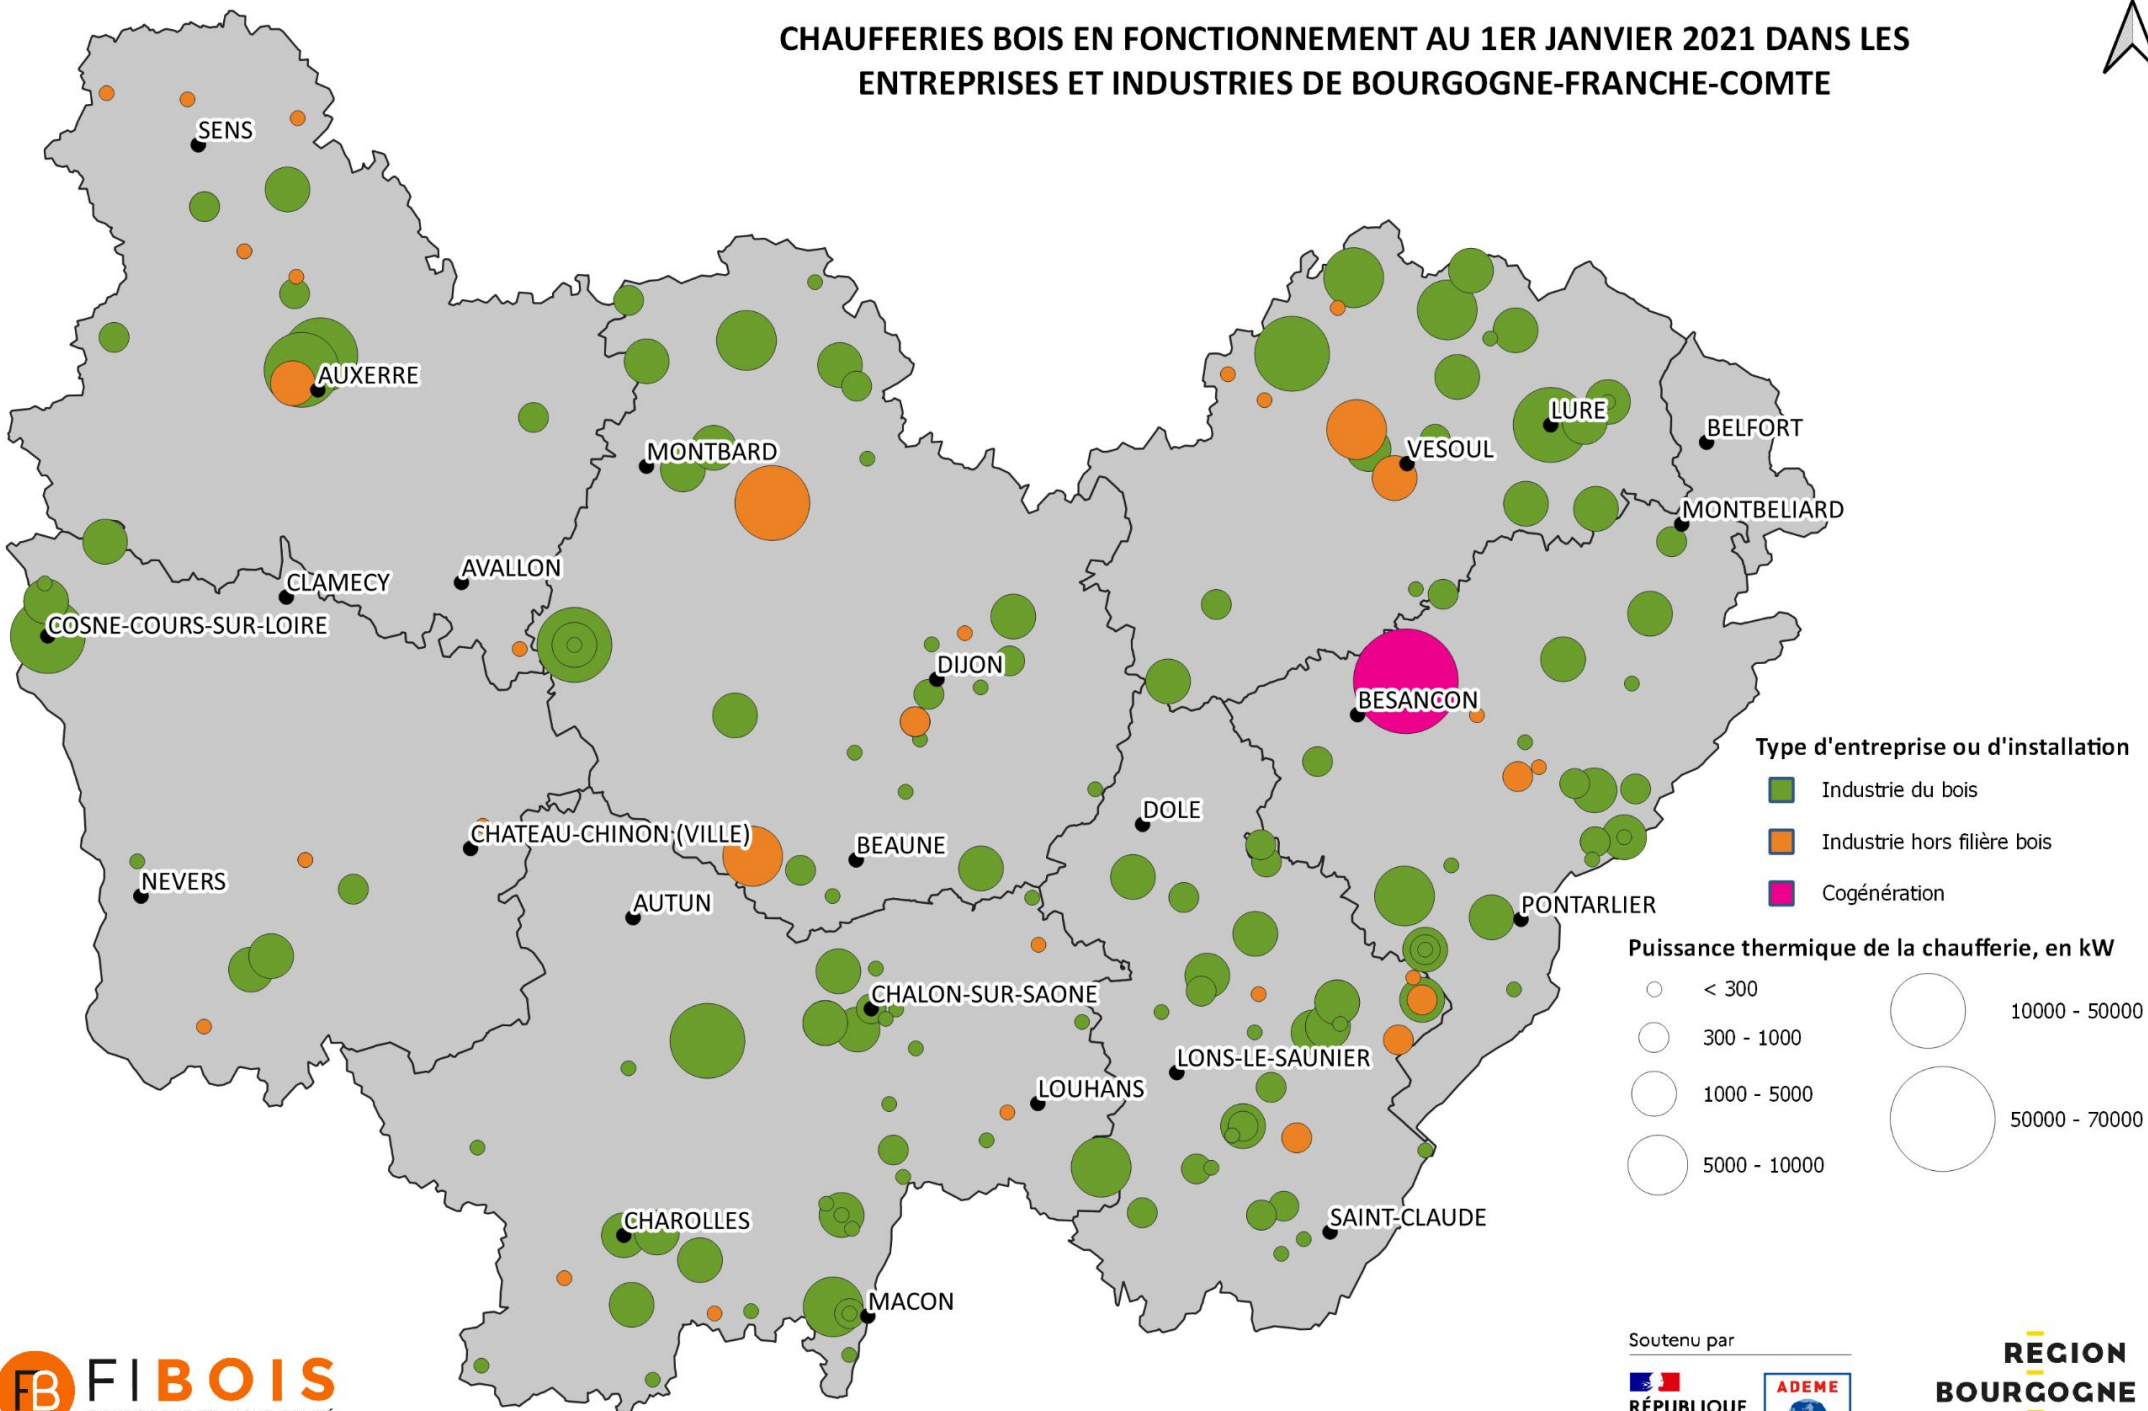 CHAUFFERIES BOIS EN FONCTIONNEMENT AU 1ER JANVIER 2021 DANS LES
ENTREPRISES ET INDUSTRIES DE BOURGOGNE-FRANCHE-COMTE
SENS
AUXERRE
MONTBARD
LURE
BELFORT
VESOUL
MONTBELIARD
AVALLON
CLAMECY
COSNE-COURS-SUR-LOIRE
DIJON
BESANCON
Type d'entreprise ou d'installation
Industrie du bois
Industrie hors filière bois
Cogénération
DOLE
CHATEAU-CHINON (VILLE)
BEAUNE
NEVERS
AUTUN
PONTARLIER
Puissance thermique de la chaufferie, en kW
< 300
300 - 1000
1000 - 5000
5000 - 10000
10000 - 50000
50000 - 70000
CHALON-SUR-SAONE
LONS-LE-SAUNIER
LOUHANS
CHAROLLES
SAINT-CLAUDE
MACON
FB FIBOIS
Soutenu par
RÉPUBLIQUE
ADEME
REGION
BOURGOGNE